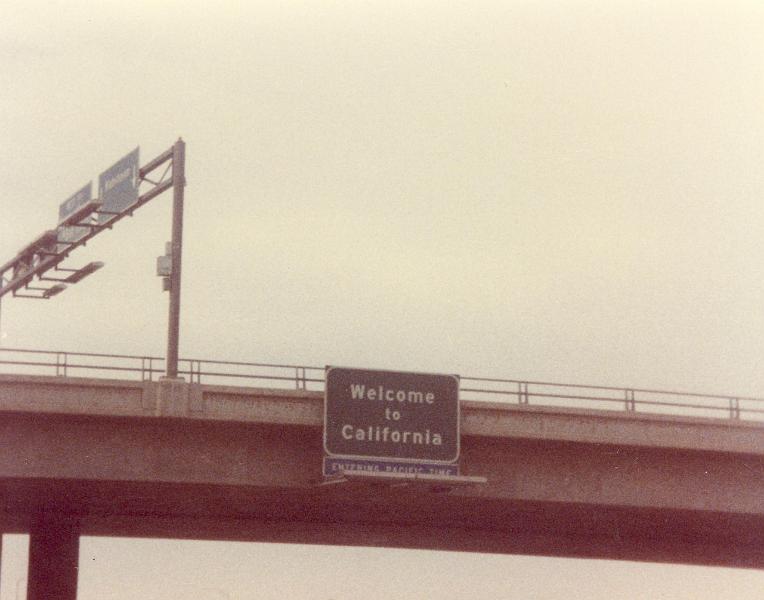 Welcome
to
California
ENTERING PACIFIC TIME